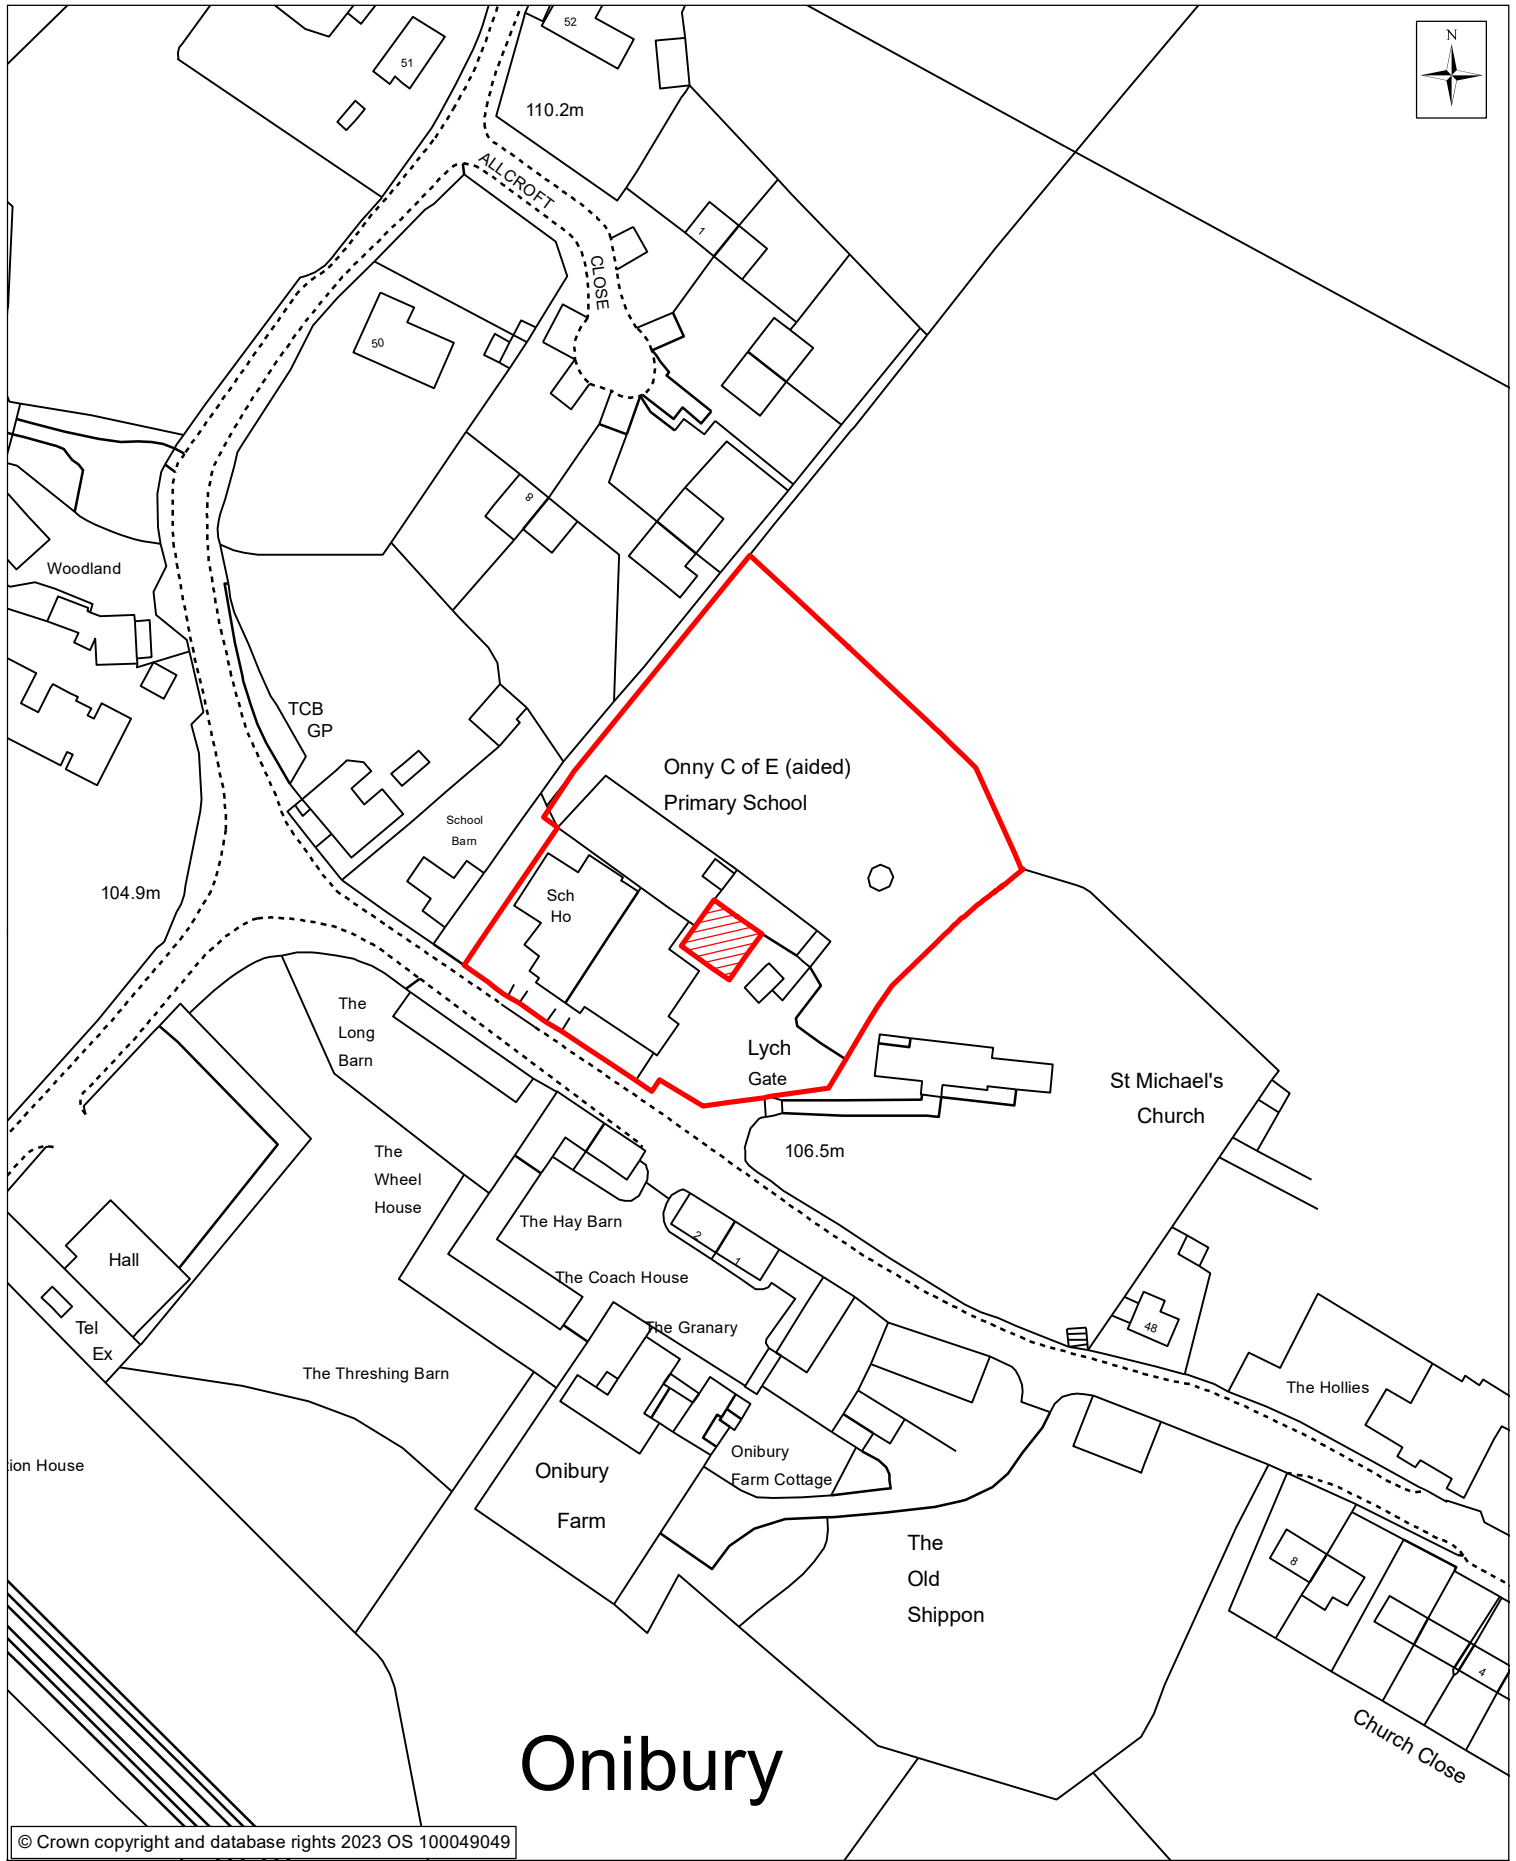 52
N
51
110.2m
ALLCROFT
CLOSE
1
50
8
Woodland
TCB
GP
Onny C of E (aided)
Primary School
School
Barn
104.9m
Sch
Ho
The
Long
Barn
Lych
Gate
St Michael's
Church
106.5m
The
Wheel
House
The Hay Barn
2
1
Hall
The Coach House
Tel
Ex
The Granary
48
The Threshing Barn
The Hollies
tion House
Onibury
Farm
Onibury
Farm Cottage
The
Old
Shippon
8
4
Church Close
Onibury
© Crown copyright and database rights 2023 OS 100049049